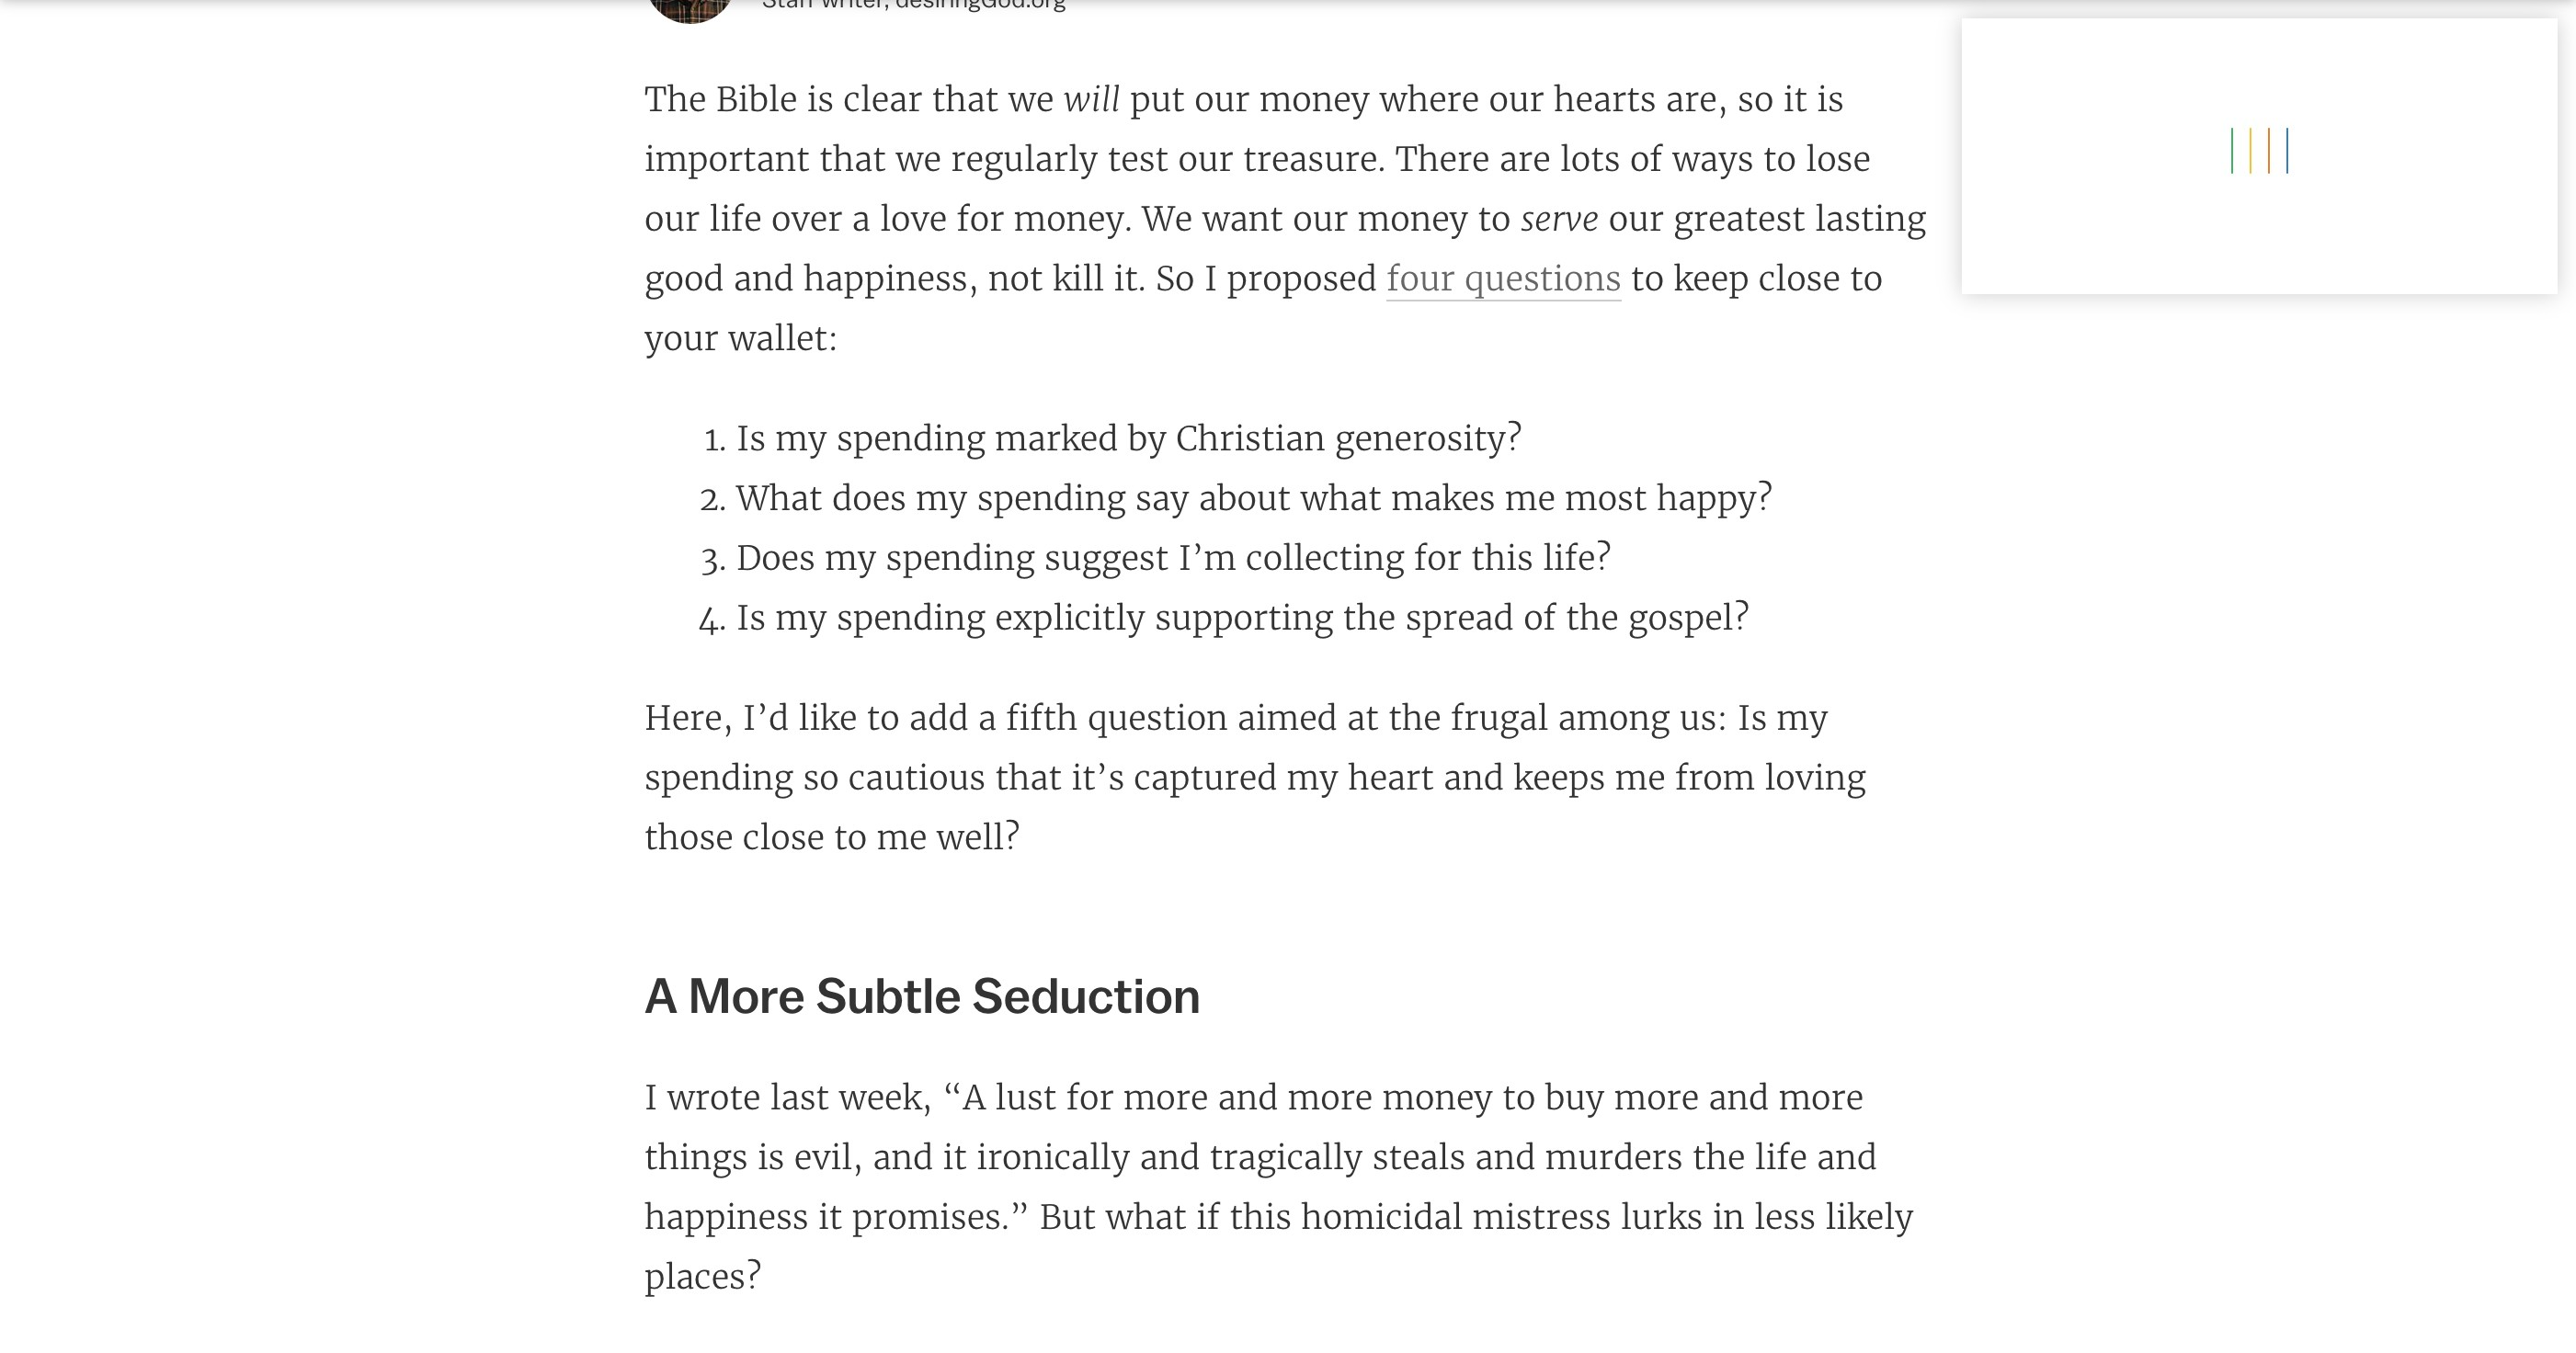 Staff writer, desiringGod.org
The Bible is clear that we will put our money where our hearts are, so it is
important that we regularly test our treasure. There are lots of ways to lose
our life over a love for money. We want our money to serve our greatest lasting
good and happiness, not kill it. So I proposed four questions to keep close to
your wallet:
1. Is my spending marked by Christian generosity?
2. What does my spending say about what makes me most happy?
3. Does my spending suggest I’m collecting for this life?
4. Is my spending explicitly supporting the spread of the gospel?
Here, I’d like to add a fifth question aimed at the frugal among us: Is my
spending so cautious that it’s captured my heart and keeps me from loving
those close to me well?
A More Subtle Seduction
I wrote last week, “A lust for more and more money to buy more and more
things is evil, and it ironically and tragically steals and murders the life and
happiness it promises.” But what if this homicidal mistress lurks in less likely
places?